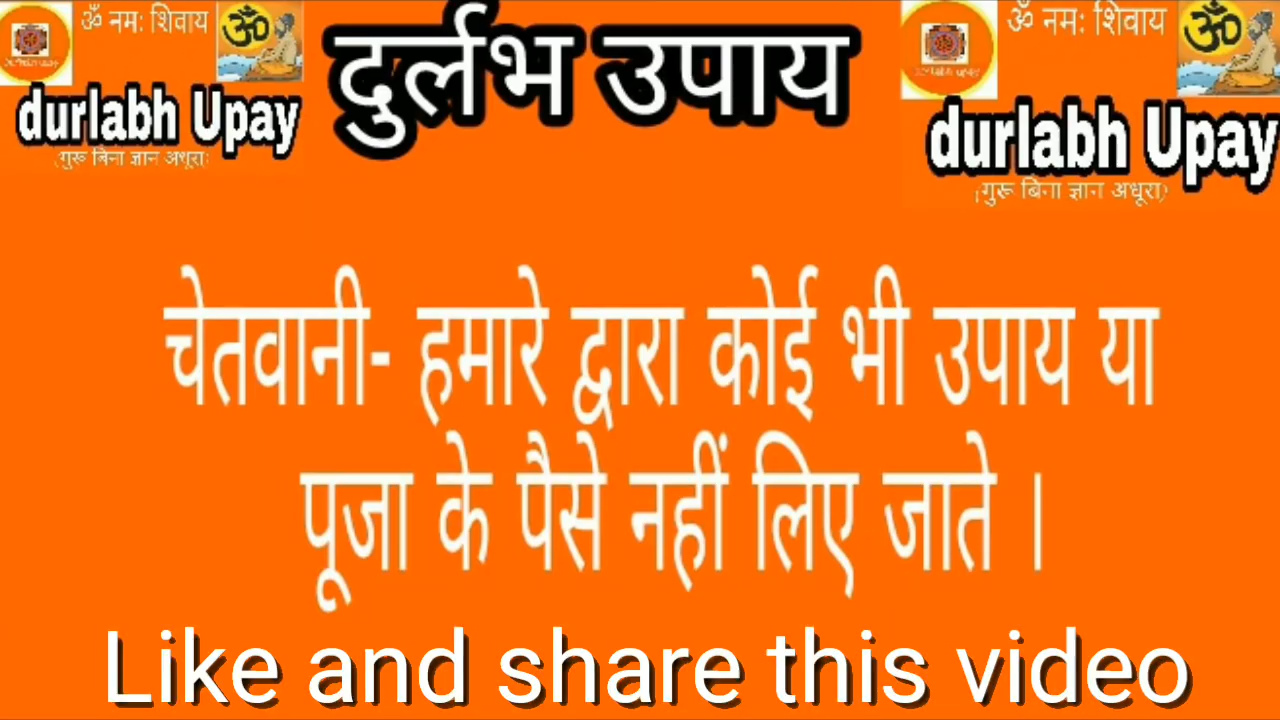 ॐ नमः शिवाय
ॐ
durlabh Upay
(गुरू बिना ज्ञान अधूरा)
दुर्लभ उपाय
ॐ नमः शिवाय
ॐ
durlabh Upay
(गुरू बिना ज्ञान अधूरा)
चेतवानी- हमारे द्वारा कोई भी उपाय या
पूजा के पैसे नहीं लिए जाते ।
Like and share this video